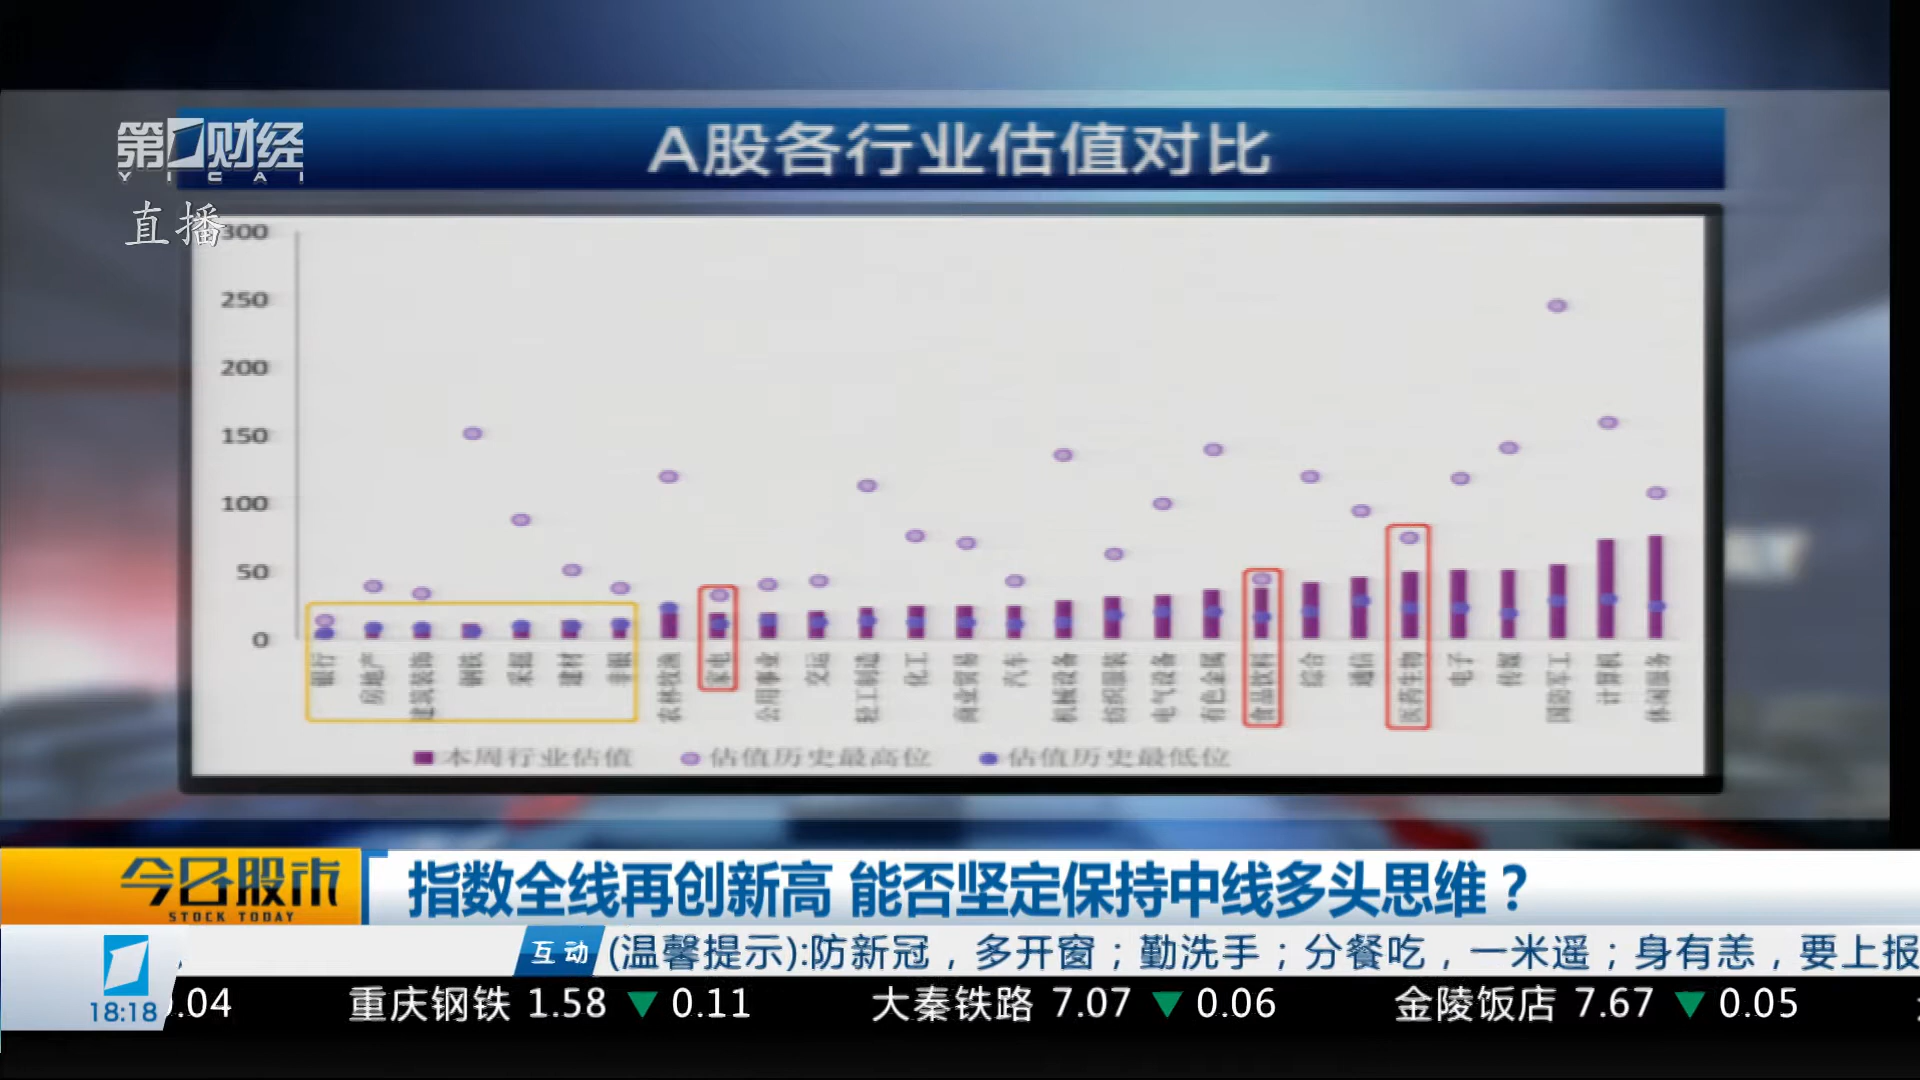 第一财经
YICAI
直播
A股各行业估值对比
300
250
200
150
100
50
0
银行 房地产 建筑装饰 钢铁 采掘 建材 非银 农林牧渔 家电 公用事业 交运 轻工制造 化工 商业贸易 汽车 机械设备 纺织服装 电气设备 有色金属 食品饮料 综合 通信 医药生物 电子 传媒 国防军工 计算机 休闲服务
本周行业估值 估值历史最高位 估值历史最低位
今日股市
STOCK TODAY
指数全线再创新高 能否坚定保持中线多头思维？
互动 (温馨提示):防新冠，多开窗；勤洗手；分餐吃，一米遥；身有恙，要上报
18:18
.04 重庆钢铁 1.58 ▼ 0.11 大秦铁路 7.07 ▼ 0.06 金陵饭店 7.67 ▼ 0.05